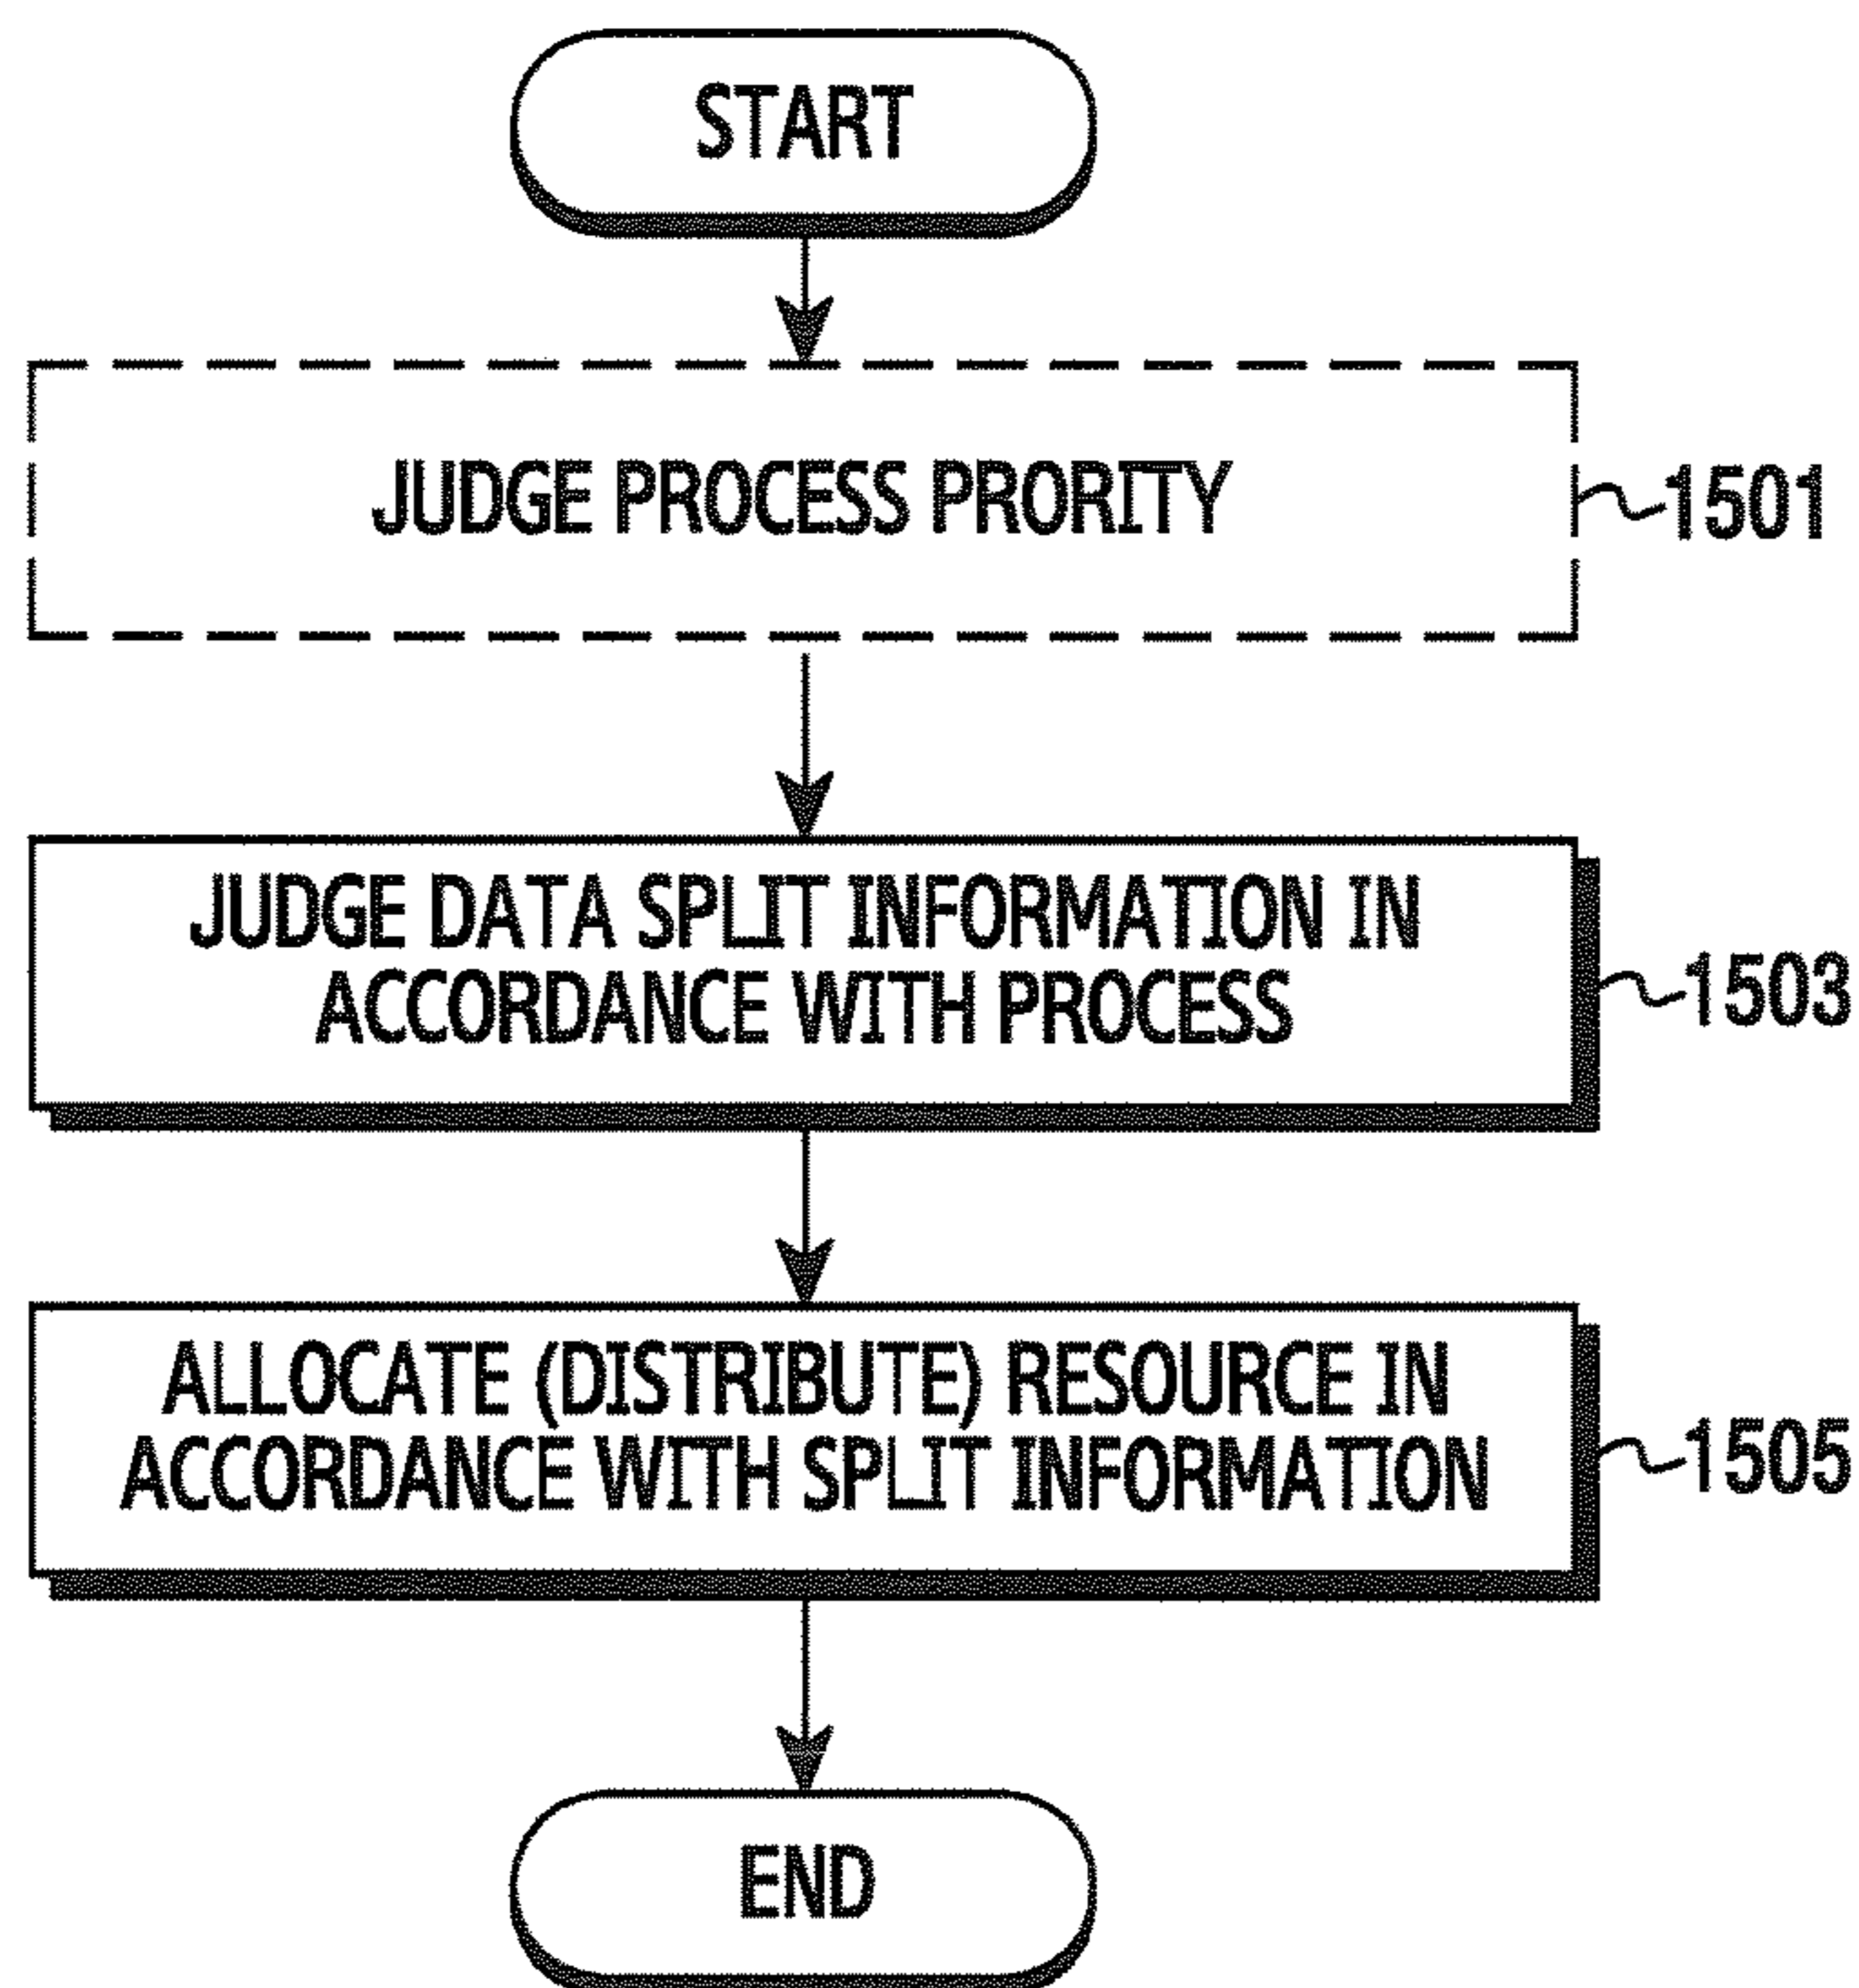 START
JUDGE PROCESS PRORITY
1501
JUDGE DATA SPLIT INFORMATION IN
ACCORDANCE WITH PROCESS
1503
ALLOCATE (DISTRIBUTE) RESOURCE IN
ACCORDANCE WITH SPLIT INFORMATION
1505
END